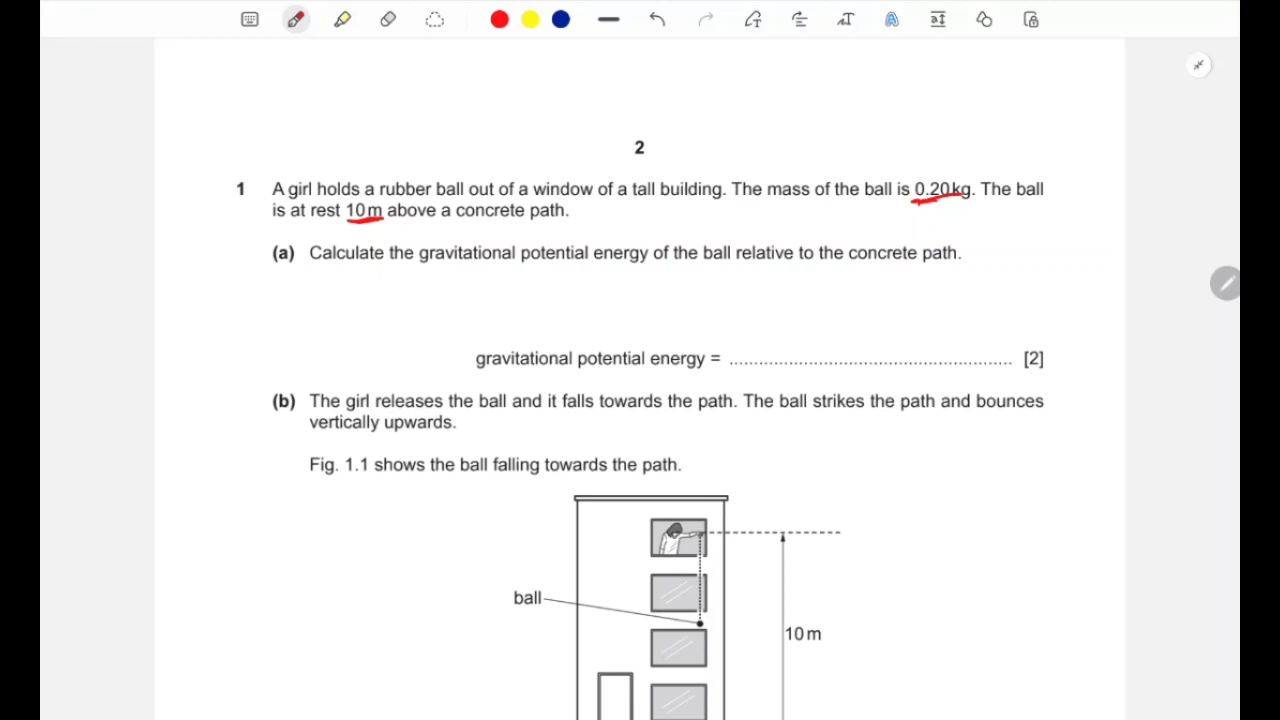 2
1 A girl holds a rubber ball out of a window of a tall building. The mass of the ball is 0.20 kg. The ball
is at rest 10 m above a concrete path.
(a) Calculate the gravitational potential energy of the ball relative to the concrete path.
gravitational potential energy = ......................................................... [2]
(b) The girl releases the ball and it falls towards the path. The ball strikes the path and bounces
vertically upwards.
Fig. 1.1 shows the ball falling towards the path.
ball
10 m